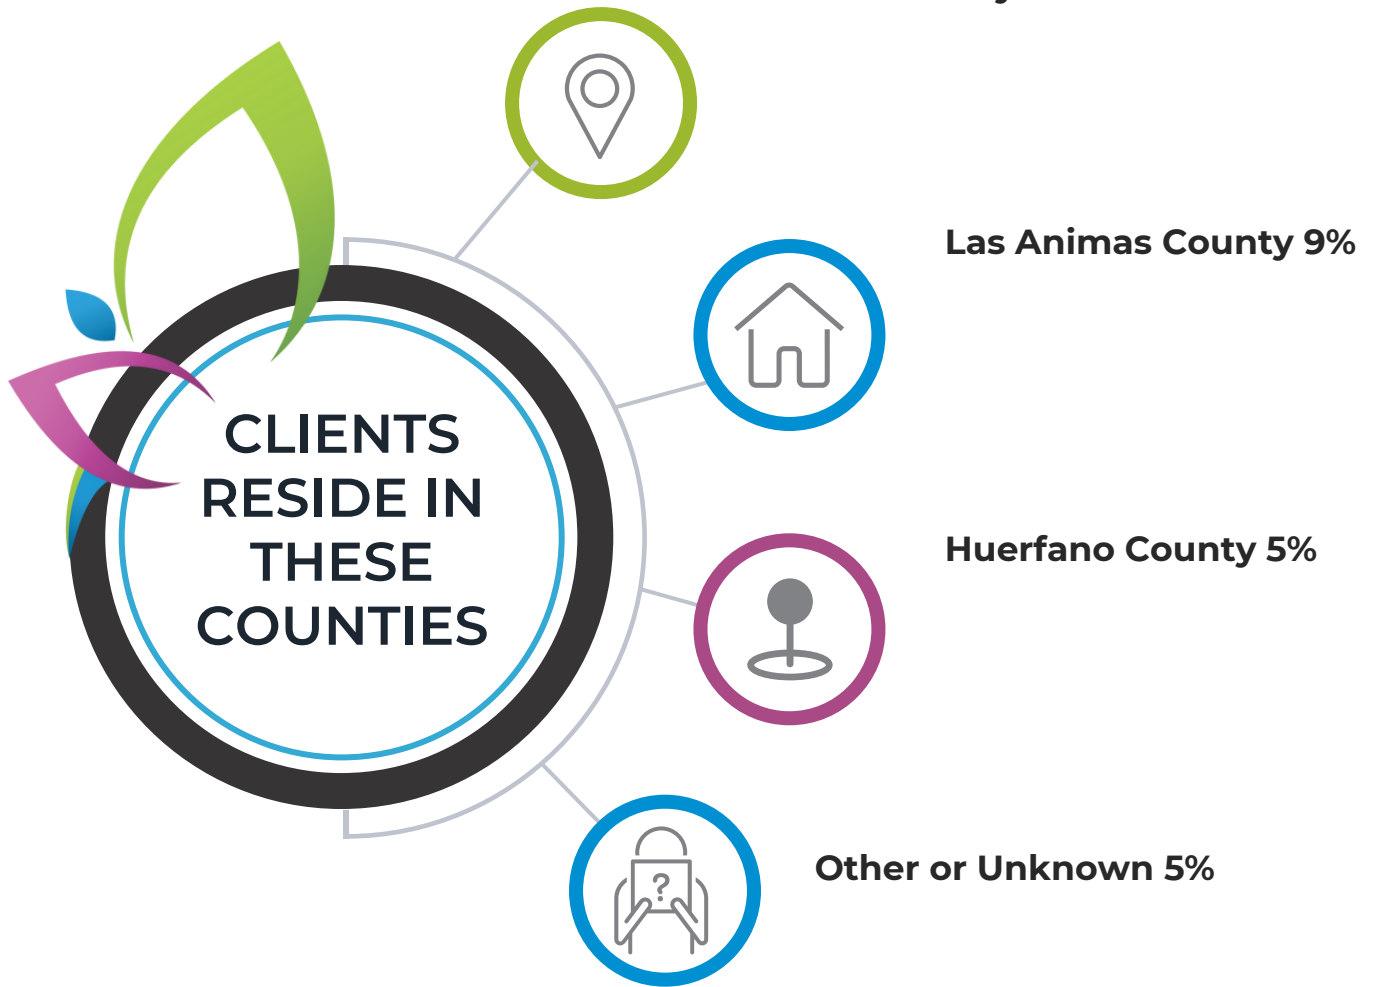 Las Animas County 9%
CLIENTS
RESIDE IN
THESE
COUNTIES
Huerfano County 5%
?
Other or Unknown 5%